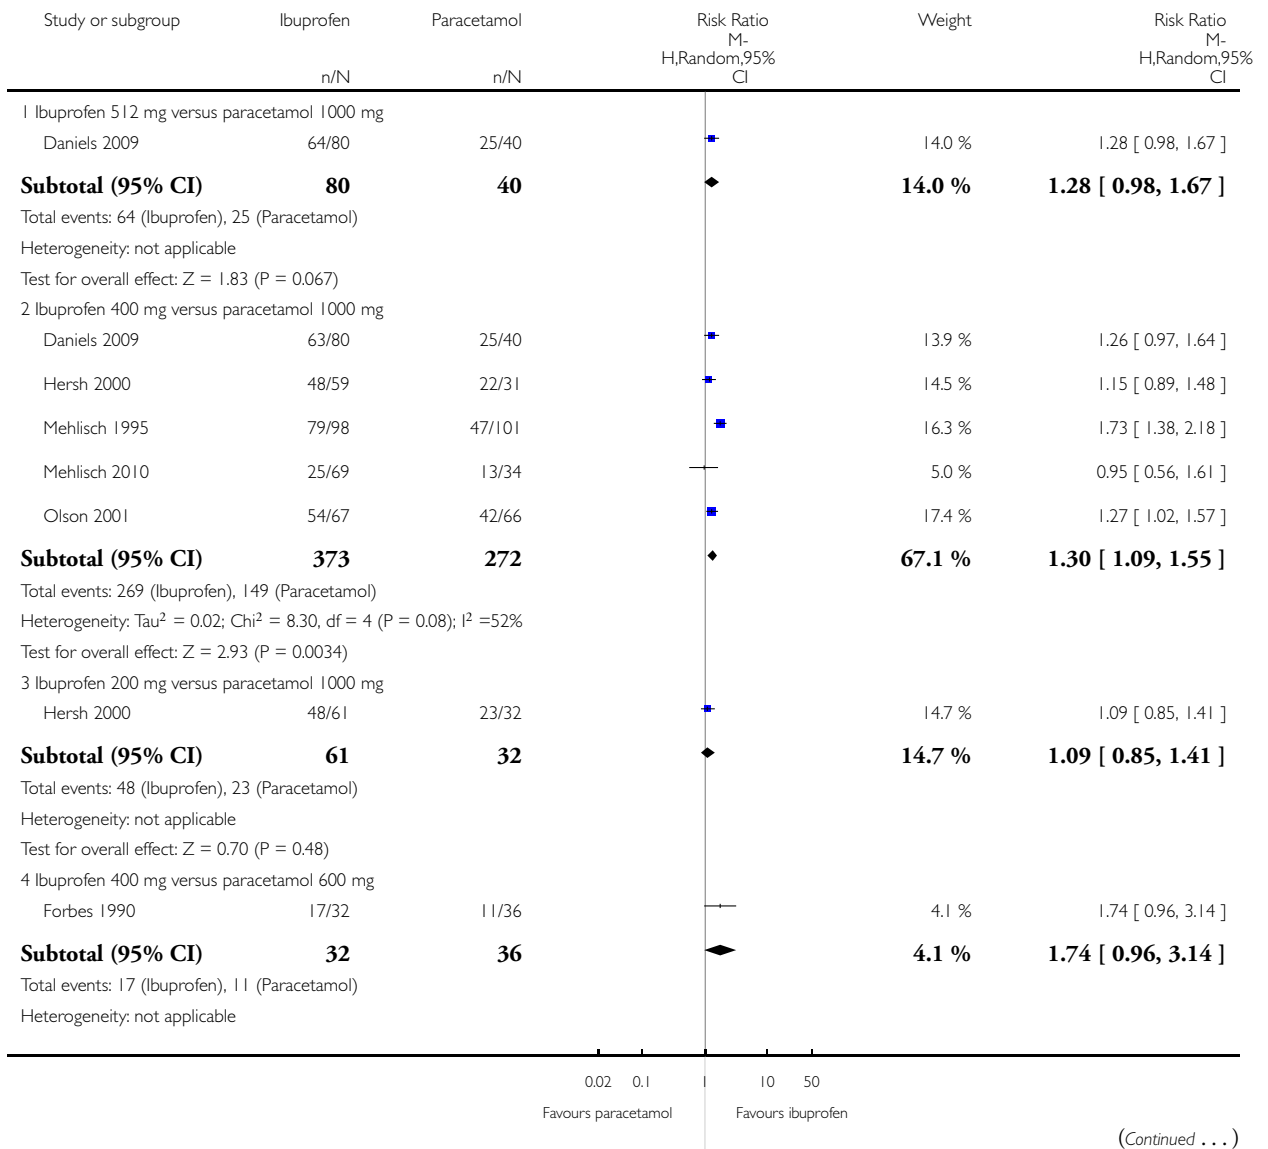 Study or subgroup Ibuprofen Paracetamol Risk Ratio Weight Risk Ratio
M- M-
H,Random,95% H,Random,95%
n/N n/N CI CI
1 Ibuprofen 512 mg versus paracetamol 1000 mg
Daniels 2009 64/80 25/40 14.0 % 1.28 [ 0.98, 1.67 ]
Subtotal (95% CI) 80 40 14.0 % 1.28 [ 0.98, 1.67 ]
Total events: 64 (Ibuprofen), 25 (Paracetamol)
Heterogeneity: not applicable
Test for overall effect: Z = 1.83 (P = 0.067)
2 Ibuprofen 400 mg versus paracetamol 1000 mg
Daniels 2009 63/80 25/40 13.9 % 1.26 [ 0.97, 1.64 ]
Hersh 2000 48/59 22/31 14.5 % 1.15 [ 0.89, 1.48 ]
Mehlisch 1995 79/98 47/101 16.3 % 1.73 [ 1.38, 2.18 ]
Mehlisch 2010 25/69 13/34 5.0 % 0.95 [ 0.56, 1.61 ]
Olson 2001 54/67 42/66 17.4 % 1.27 [ 1.02, 1.57 ]
Subtotal (95% CI) 373 272 67.1 % 1.30 [ 1.09, 1.55 ]
Total events: 269 (Ibuprofen), 149 (Paracetamol)
Heterogeneity: Tau² = 0.02; Chi² = 8.30, df = 4 (P = 0.08); I² =52%
Test for overall effect: Z = 2.93 (P = 0.0034)
3 Ibuprofen 200 mg versus paracetamol 1000 mg
Hersh 2000 48/61 23/32 14.7 % 1.09 [ 0.85, 1.41 ]
Subtotal (95% CI) 61 32 14.7 % 1.09 [ 0.85, 1.41 ]
Total events: 48 (Ibuprofen), 23 (Paracetamol)
Heterogeneity: not applicable
Test for overall effect: Z = 0.70 (P = 0.48)
4 Ibuprofen 400 mg versus paracetamol 600 mg
Forbes 1990 17/32 11/36 4.1 % 1.74 [ 0.96, 3.14 ]
Subtotal (95% CI) 32 36 4.1 % 1.74 [ 0.96, 3.14 ]
Total events: 17 (Ibuprofen), 11 (Paracetamol)
Heterogeneity: not applicable
0.02 0.1 1 10 50
Favours paracetamol Favours ibuprofen
(Continued . . . )